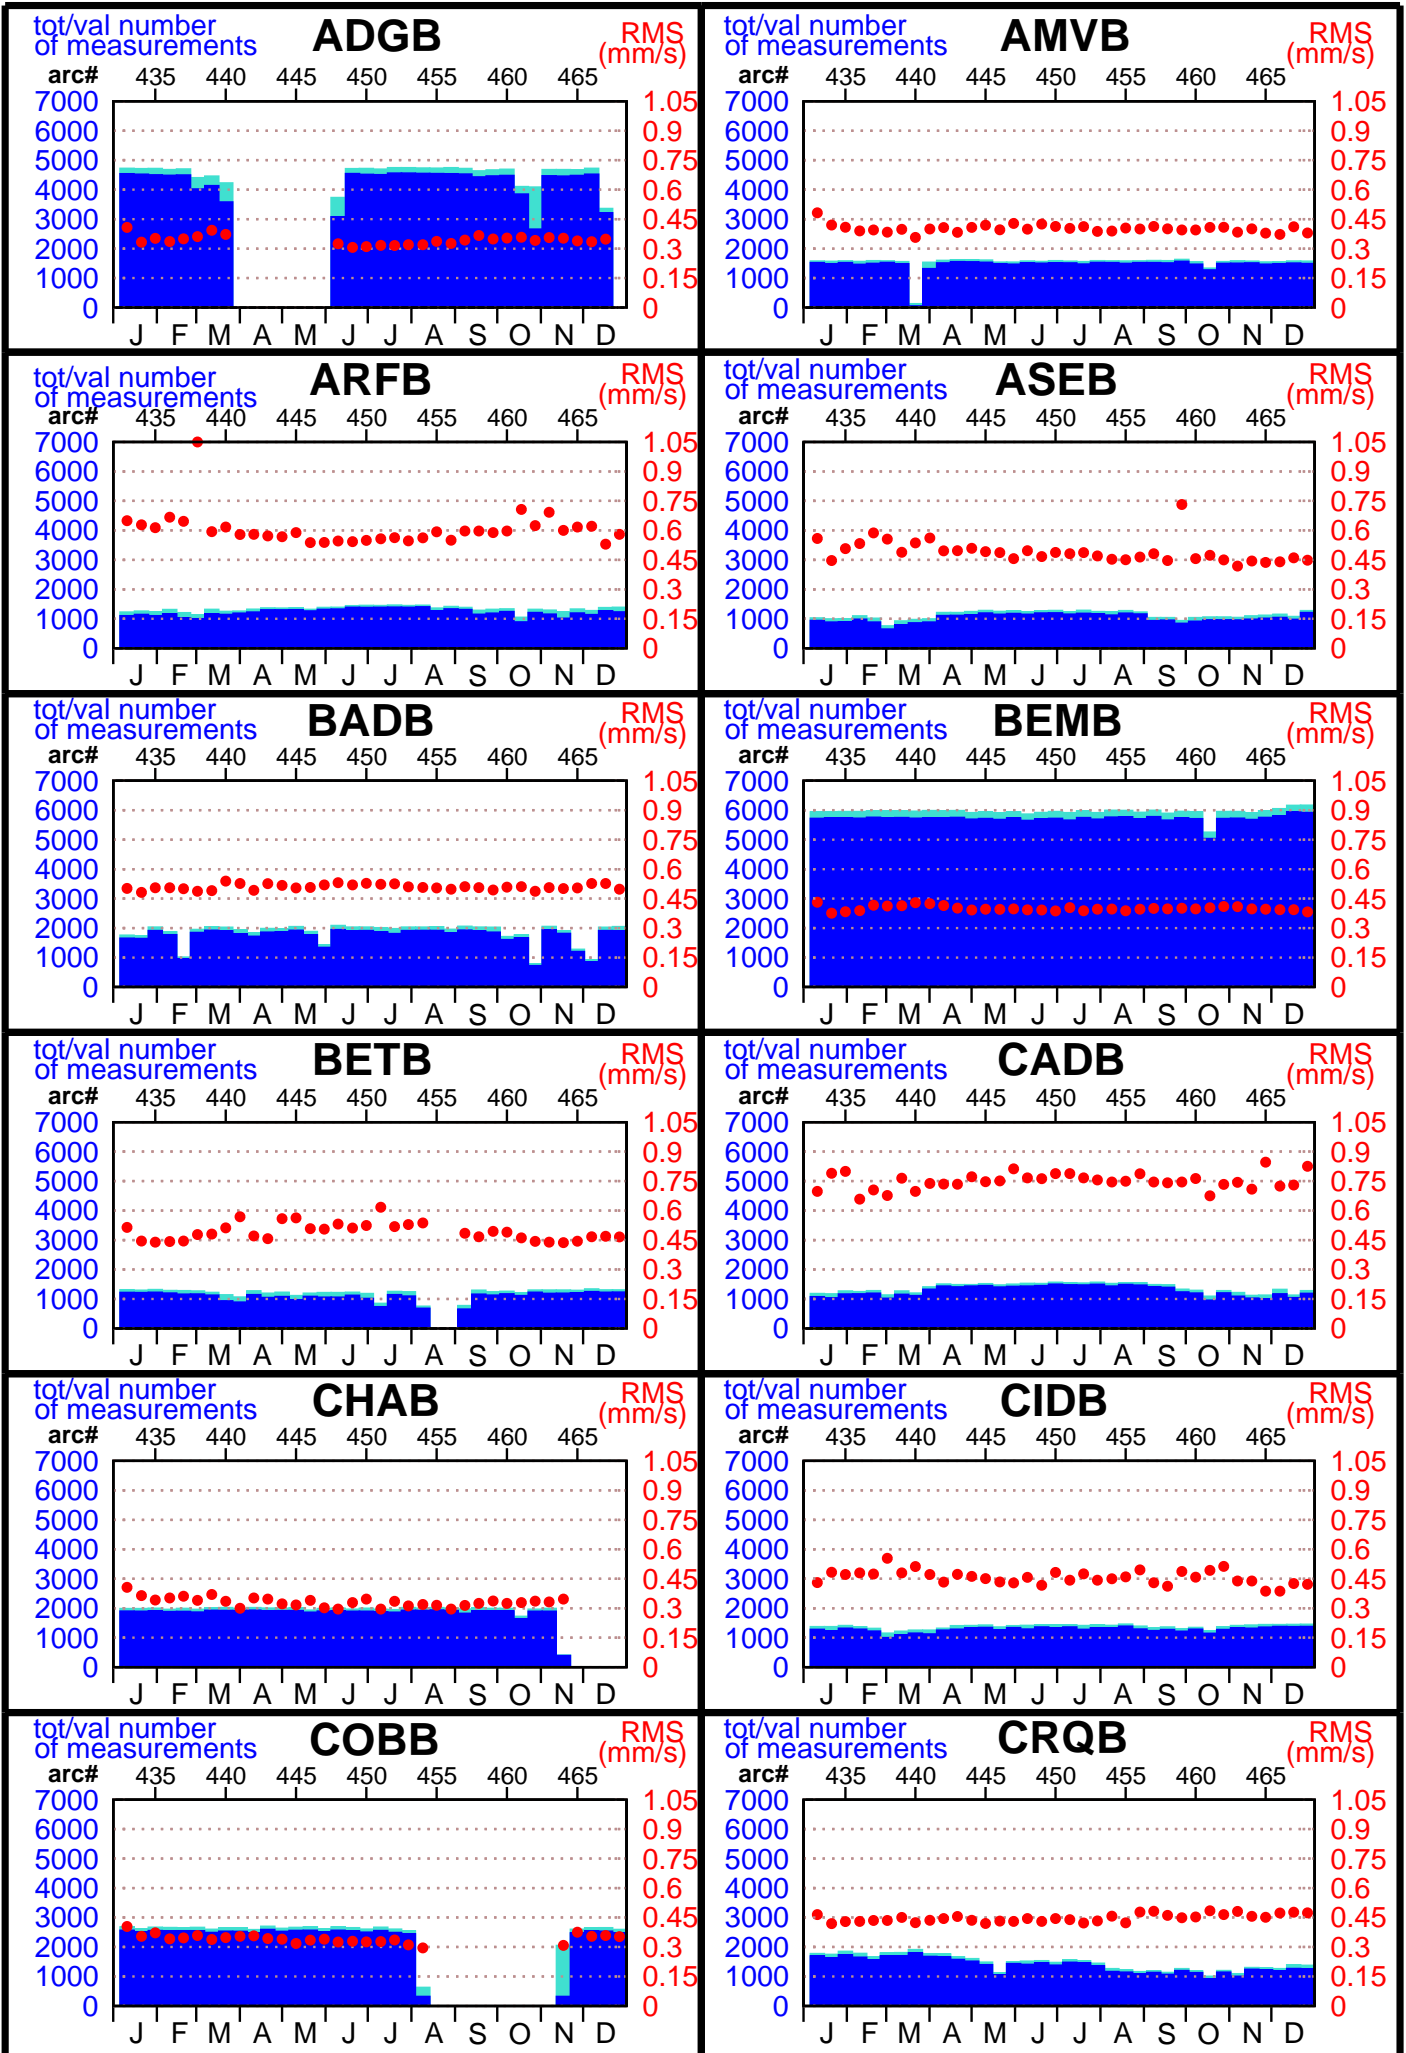 tot/val number ADGB RMS
of measurements (mm/s)
arc# 435 440 445 450 455 460 465
7000 1.05
6000 0.9
5000 0.75
4000 0.6
3000 0.45
2000 0.3
1000 0.15
0 0
J F M A M J J A S O N D
tot/val number AMVB RMS
of measurements (mm/s)
arc# 435 440 445 450 455 460 465
7000 1.05
6000 0.9
5000 0.75
4000 0.6
3000 0.45
2000 0.3
1000 0.15
0 0
J F M A M J J A S O N D
tot/val number ARFB RMS
of measurements (mm/s)
arc# 435 440 445 450 455 460 465
7000 1.05
6000 0.9
5000 0.75
4000 0.6
3000 0.45
2000 0.3
1000 0.15
0 0
J F M A M J J A S O N D
tot/val number ASEB RMS
of measurements (mm/s)
arc# 435 440 445 450 455 460 465
7000 1.05
6000 0.9
5000 0.75
4000 0.6
3000 0.45
2000 0.3
1000 0.15
0 0
J F M A M J J A S O N D
tot/val number BADB RMS
of measurements (mm/s)
arc# 435 440 445 450 455 460 465
7000 1.05
6000 0.9
5000 0.75
4000 0.6
3000 0.45
2000 0.3
1000 0.15
0 0
J F M A M J J A S O N D
tot/val number BEMB RMS
of measurements (mm/s)
arc# 435 440 445 450 455 460 465
7000 1.05
6000 0.9
5000 0.75
4000 0.6
3000 0.45
2000 0.3
1000 0.15
0 0
J F M A M J J A S O N D
tot/val number BETB RMS
of measurements (mm/s)
arc# 435 440 445 450 455 460 465
7000 1.05
6000 0.9
5000 0.75
4000 0.6
3000 0.45
2000 0.3
1000 0.15
0 0
J F M A M J J A S O N D
tot/val number CADB RMS
of measurements (mm/s)
arc# 435 440 445 450 455 460 465
7000 1.05
6000 0.9
5000 0.75
4000 0.6
3000 0.45
2000 0.3
1000 0.15
0 0
J F M A M J J A S O N D
tot/val number CHAB RMS
of measurements (mm/s)
arc# 435 440 445 450 455 460 465
7000 1.05
6000 0.9
5000 0.75
4000 0.6
3000 0.45
2000 0.3
1000 0.15
0 0
J F M A M J J A S O N D
tot/val number CIDB RMS
of measurements (mm/s)
arc# 435 440 445 450 455 460 465
7000 1.05
6000 0.9
5000 0.75
4000 0.6
3000 0.45
2000 0.3
1000 0.15
0 0
J F M A M J J A S O N D
tot/val number COBB RMS
of measurements (mm/s)
arc# 435 440 445 450 455 460 465
7000 1.05
6000 0.9
5000 0.75
4000 0.6
3000 0.45
2000 0.3
1000 0.15
0 0
J F M A M J J A S O N D
tot/val number CRQB RMS
of measurements (mm/s)
arc# 435 440 445 450 455 460 465
7000 1.05
6000 0.9
5000 0.75
4000 0.6
3000 0.45
2000 0.3
1000 0.15
0 0
J F M A M J J A S O N D